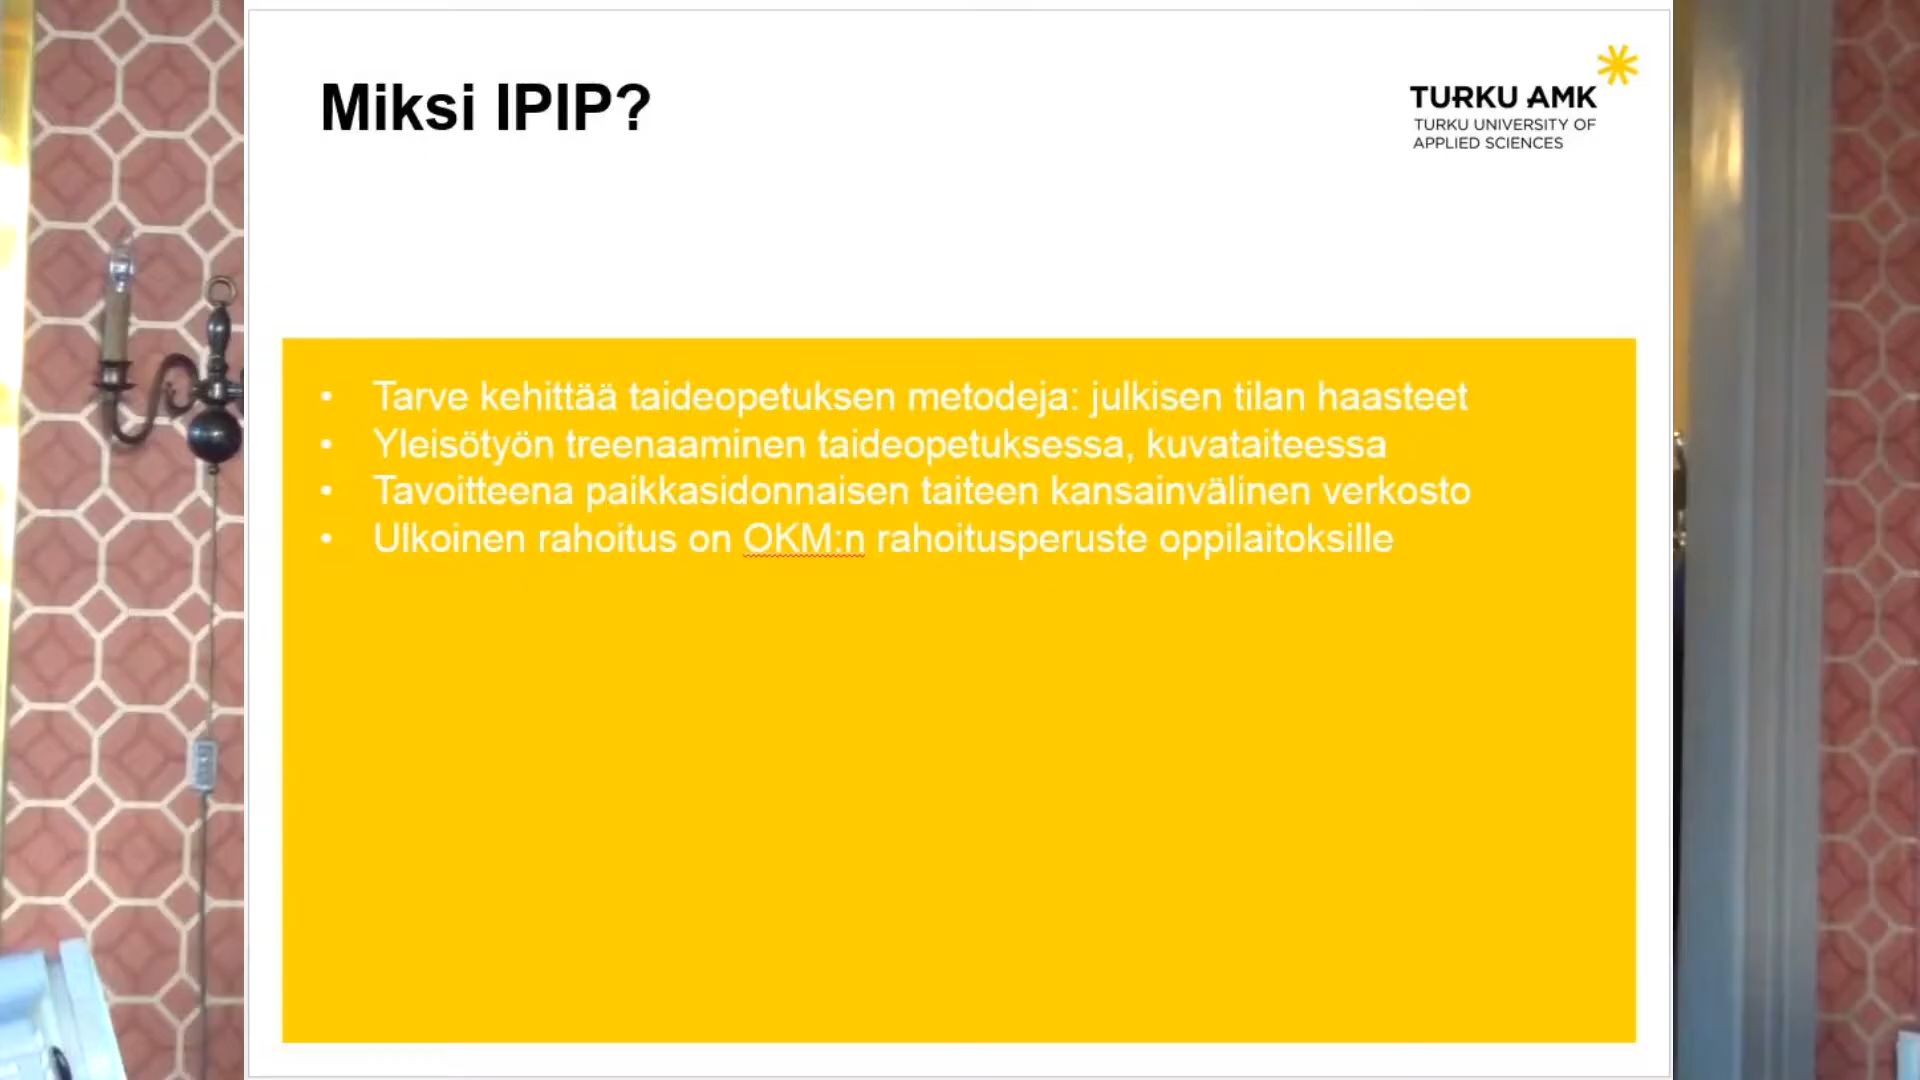 Miksi IPIP?
TURKU AMK
TURKU UNIVERSITY OF
APPLIED SCIENCES
• Tarve kehittää taideopetuksen metodeja: julkisen tilan haasteet
• Yleisötyön treenaaminen taideopetuksessa, kuvataiteessa
• Tavoitteena paikkasidonnaisen taiteen kansainvälinen verkosto
• Ulkoinen rahoitus on OKM:n rahoitusperuste oppilaitoksille